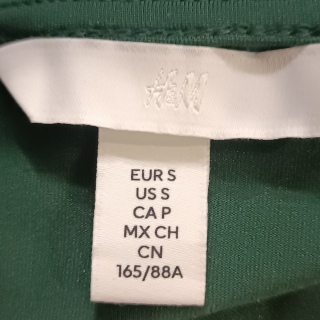 H&M
EUR S
US S
CA P
MX CH
CN
165/88A